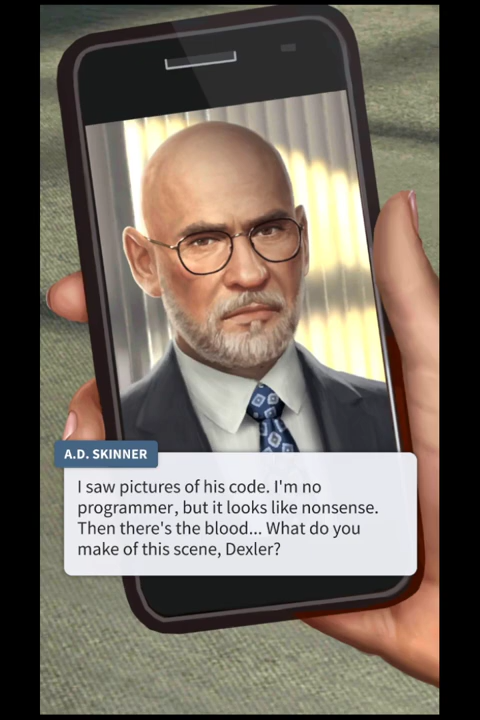 A.D. SKINNER
I saw pictures of his code. I'm no
programmer, but it looks like nonsense.
Then there's the blood... What do you
make of this scene, Dexler?